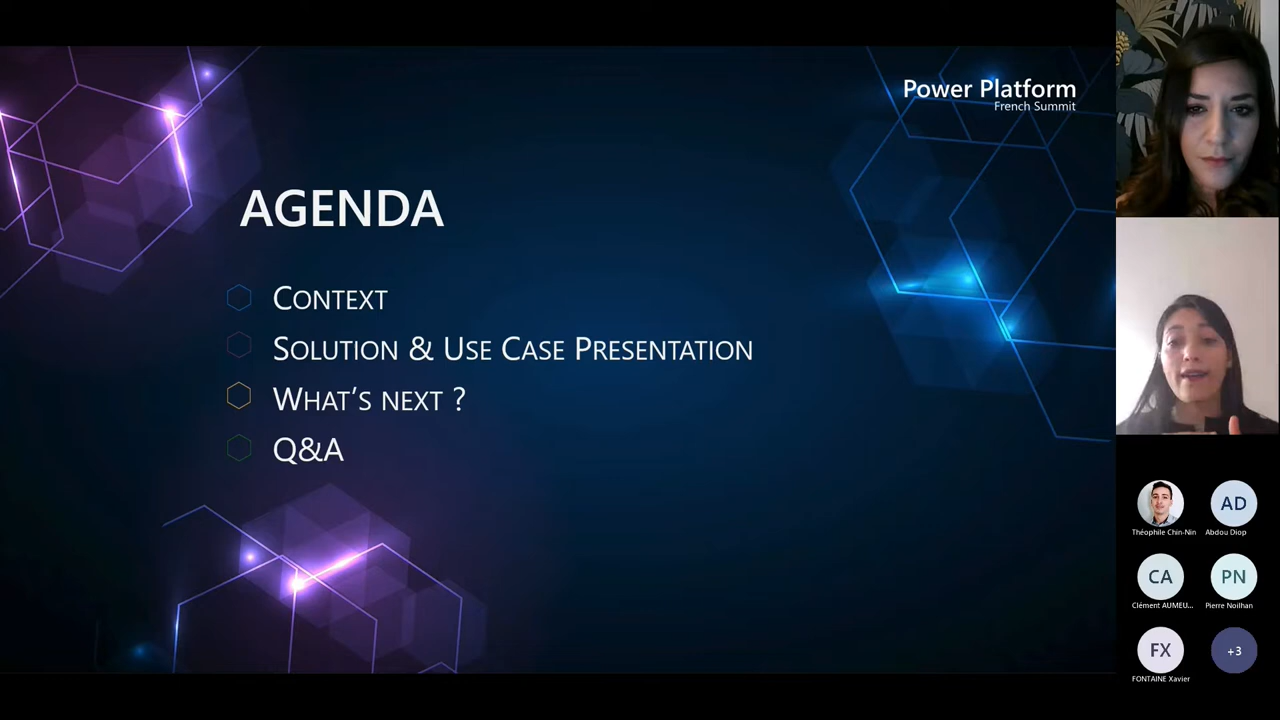 Power Platform
French Summit
AGENDA
CONTEXT
SOLUTION & USE CASE PRESENTATION
WHAT'S NEXT ?
Q&A
Théophile Chin-Nin
AD
Abdou Diop
CA
Clément AUMEU...
PN
Pierre Noilhan
FX
FONTAINE Xavier
+3